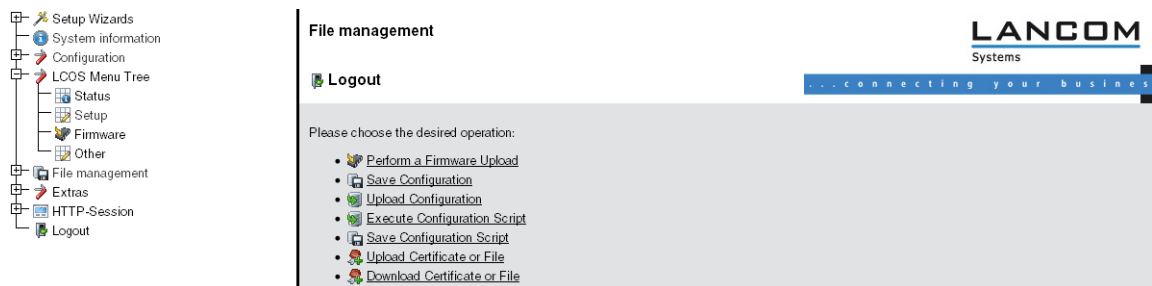 Setup Wizards
System information
Configuration
LCOS Menu Tree
Status
Setup
Firmware
Other
File management
Extras
HTTP-Session
Logout
File management
LANCOM
Systems
Logout
...connecting your busines
Please choose the desired operation:
Perform a Firmware Upload
Save Configuration
Upload Configuration
Execute Configuration Script
Save Configuration Script
Upload Certificate or File
Download Certificate or File